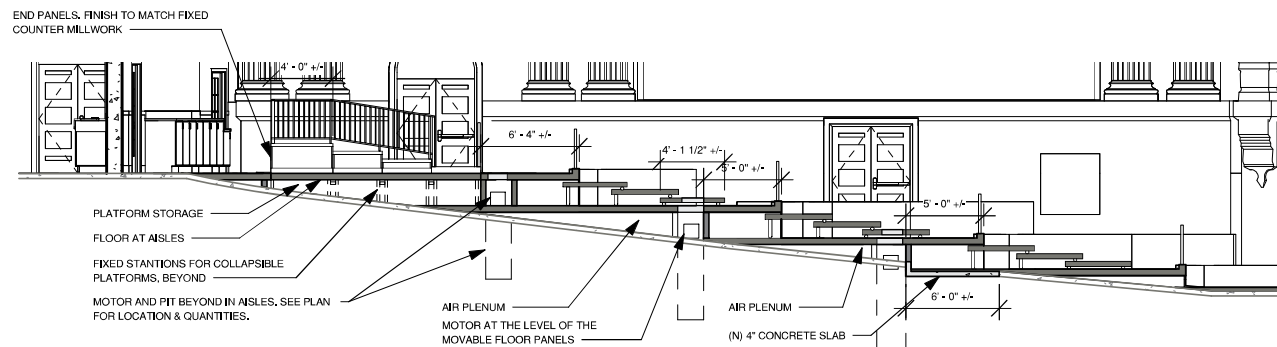 END PANELS. FINISH TO MATCH FIXED
COUNTER MILLWORK
4' - 0" +/-
6' - 4" +/-
4' - 1 1/2" +/-
5' - 0" +/-
5' - 0" +/-
PLATFORM STORAGE
FLOOR AT AISLES
FIXED STANTIONS FOR COLLAPSIBLE
PLATFORMS, BEYOND
MOTOR AND PIT BEYOND IN AISLES. SEE PLAN
FOR LOCATION & QUANTITIES.
AIR PLENUM
MOTOR AT THE LEVEL OF THE
MOVABLE FLOOR PANELS
AIR PLENUM
(N) 4" CONCRETE SLAB
6' - 0" +/-